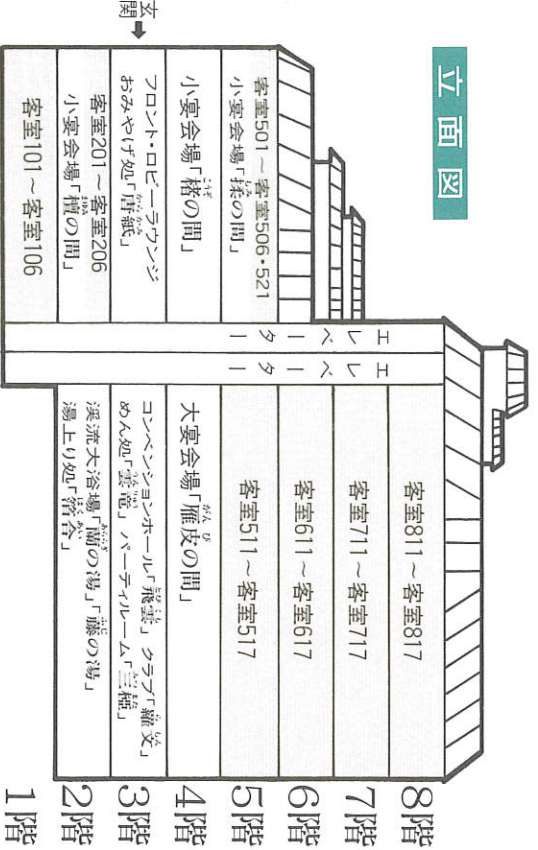 立面図
玄関
客室811～客室817
8階
客室711～客室717
7階
客室611～客室617
6階
客室501～客室506・521
小宴会場「揉の間」
客室511～客室517
5階
小宴会場「楮の間」
大宴会場「雁皮の間」
4階
フロント・ロビーラウンジ
おみやげ処「唐紙」
コンベンションホール「飛雲」 クラブ「羅文」
めん処「雲竜」 パーティルーム「三椏」
3階
客室201～客室206
小宴会場「檀の間」
渓流大浴場「蘭の湯」「藤の湯」
湯上り処「箔合」
2階
客室101～客室106
1階
エレベーター
エレベーター